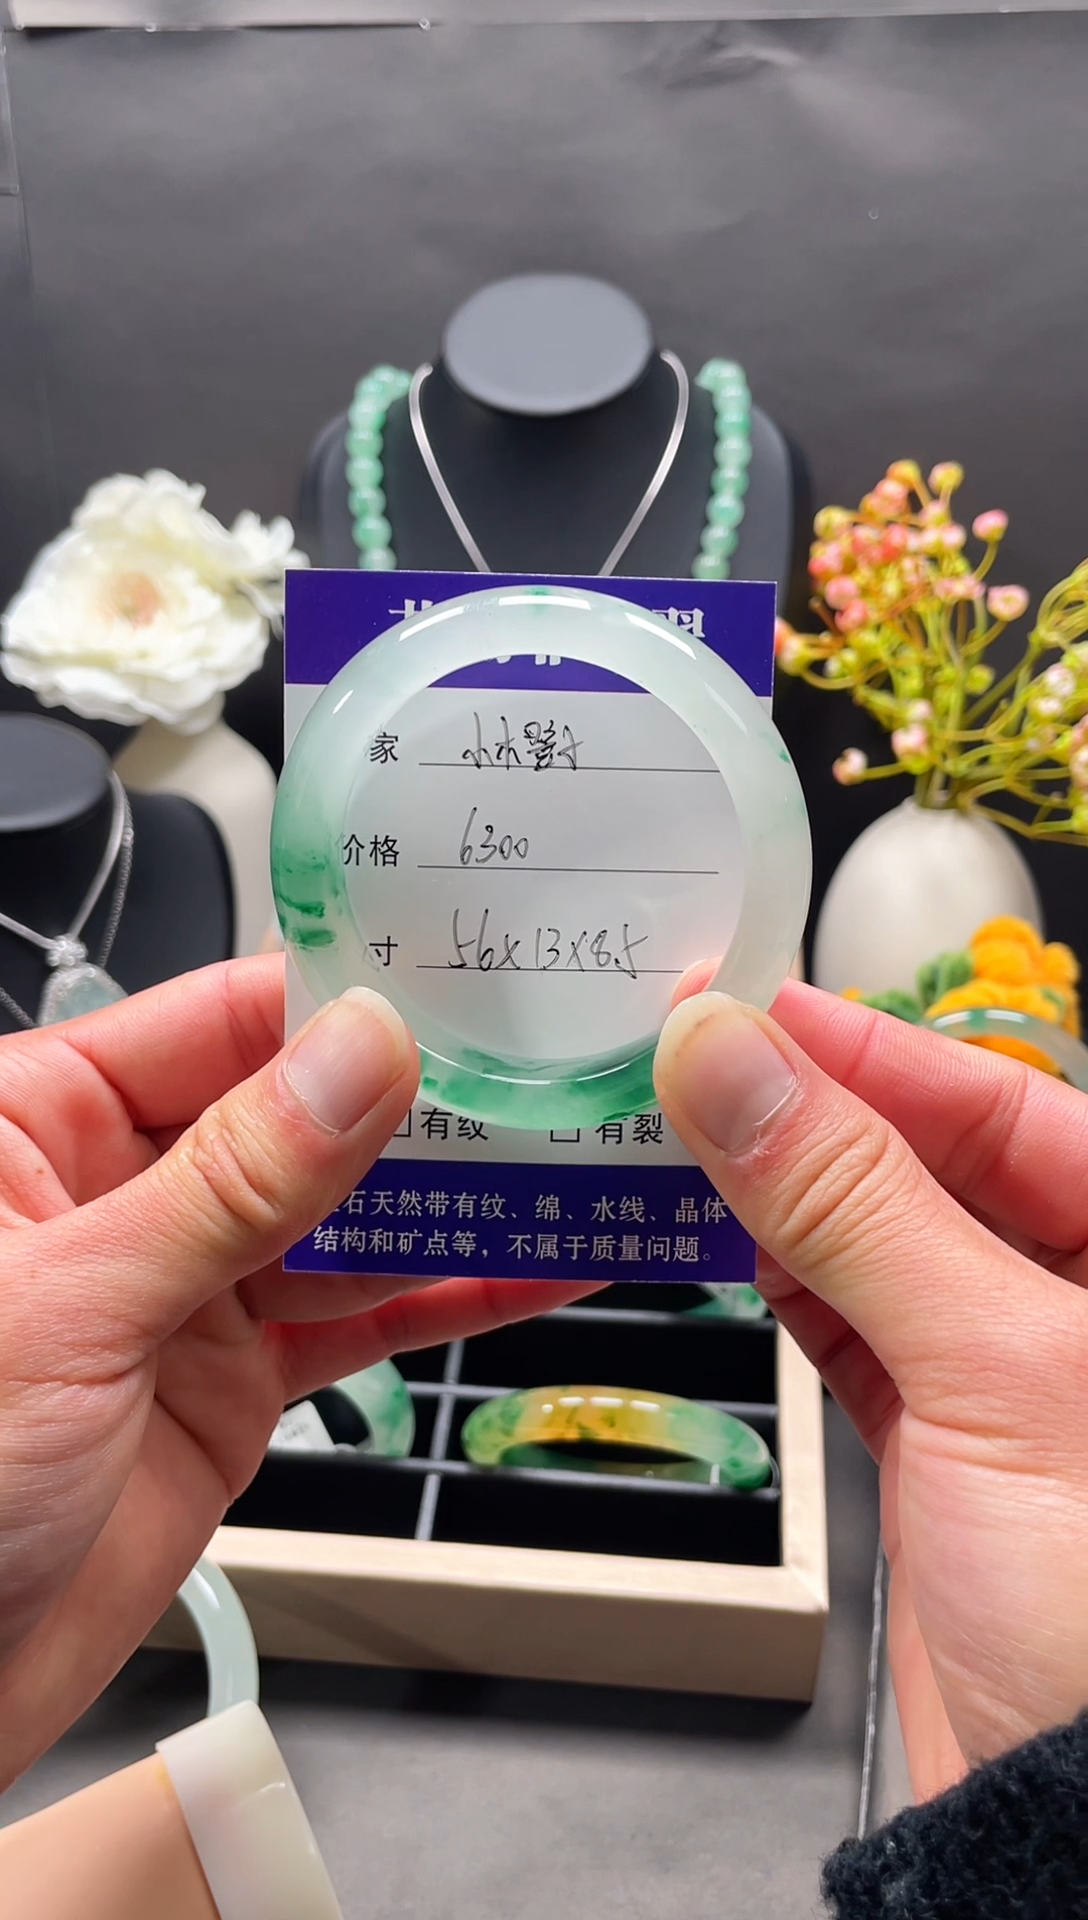 家
价格 6300
寸 56x13x8.5
□有纹 □有裂
石天然带有纹、绵、水线、晶体
结构和矿点等，不属于质量问题。